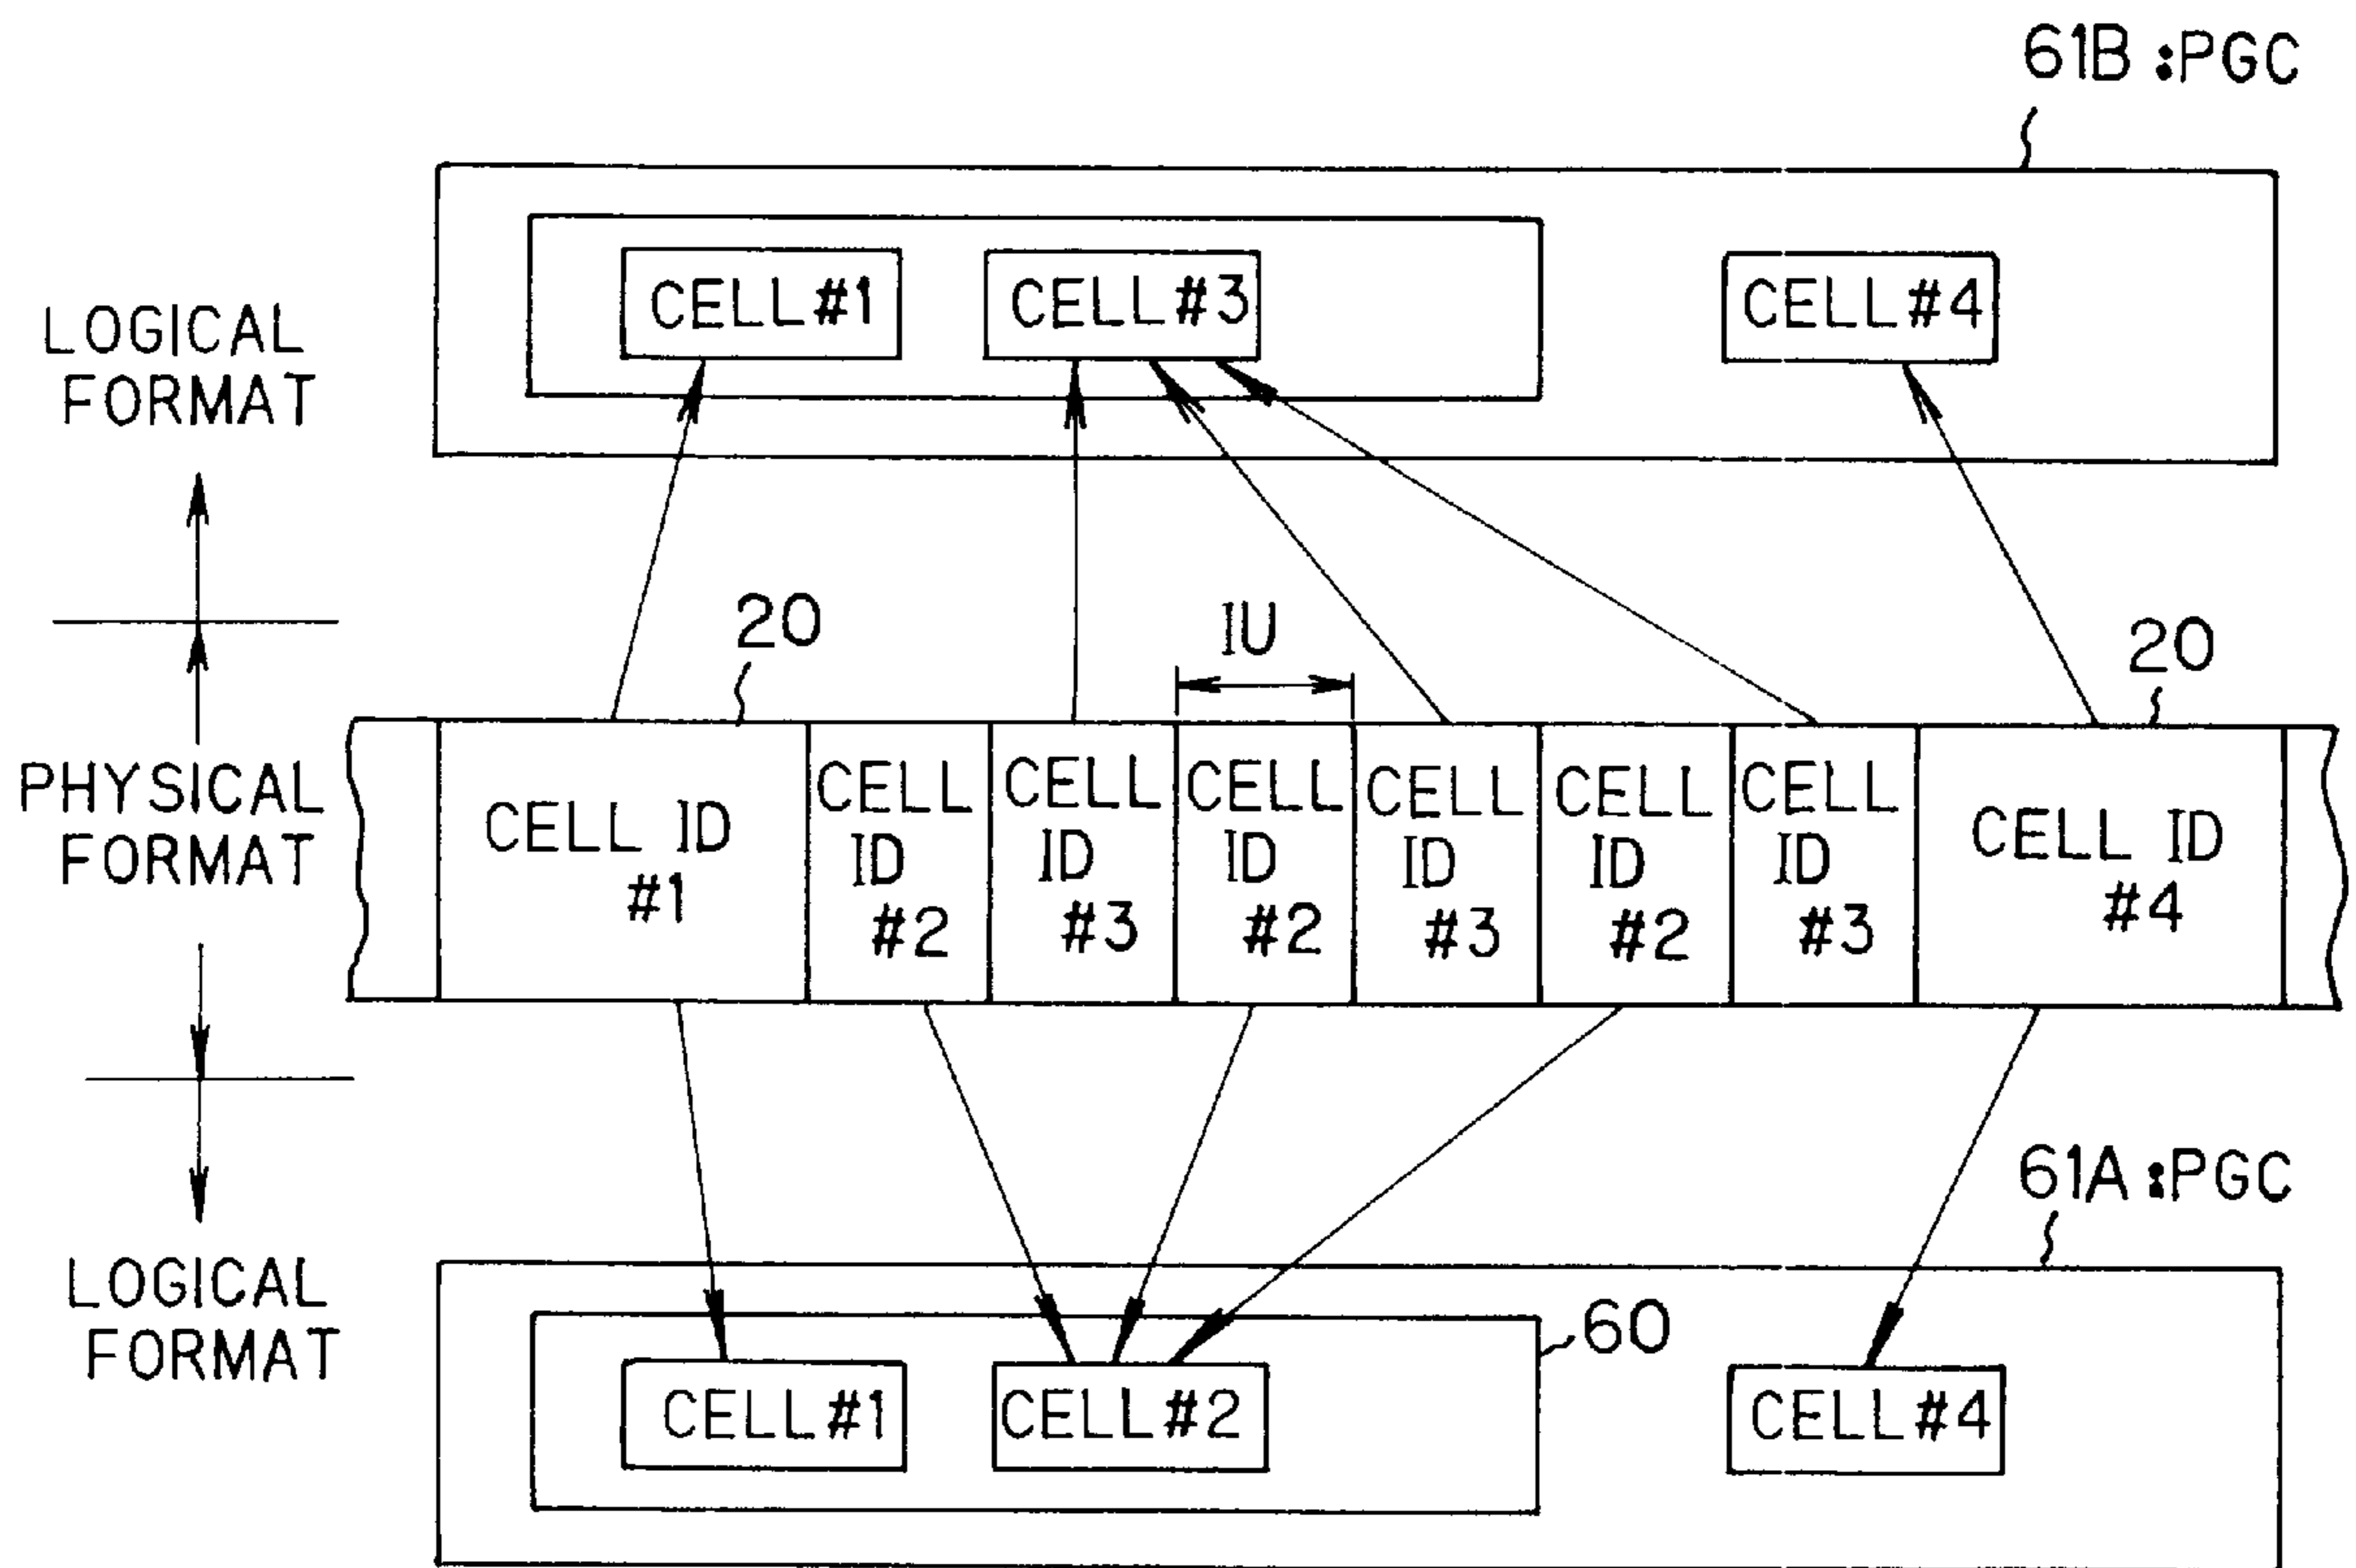 61B :PGC
CELL#1
CELL#3
CELL#4
LOGICAL
FORMAT
20
IU
20
PHYSICAL
FORMAT
CELL ID
#1
CELL
ID
#2
CELL
ID
#3
CELL
ID
#2
CELL
ID
#3
CELL
ID
#2
CELL
ID
#3
CELL ID
#4
61A :PGC
LOGICAL
FORMAT
60
CELL#1
CELL#2
CELL#4